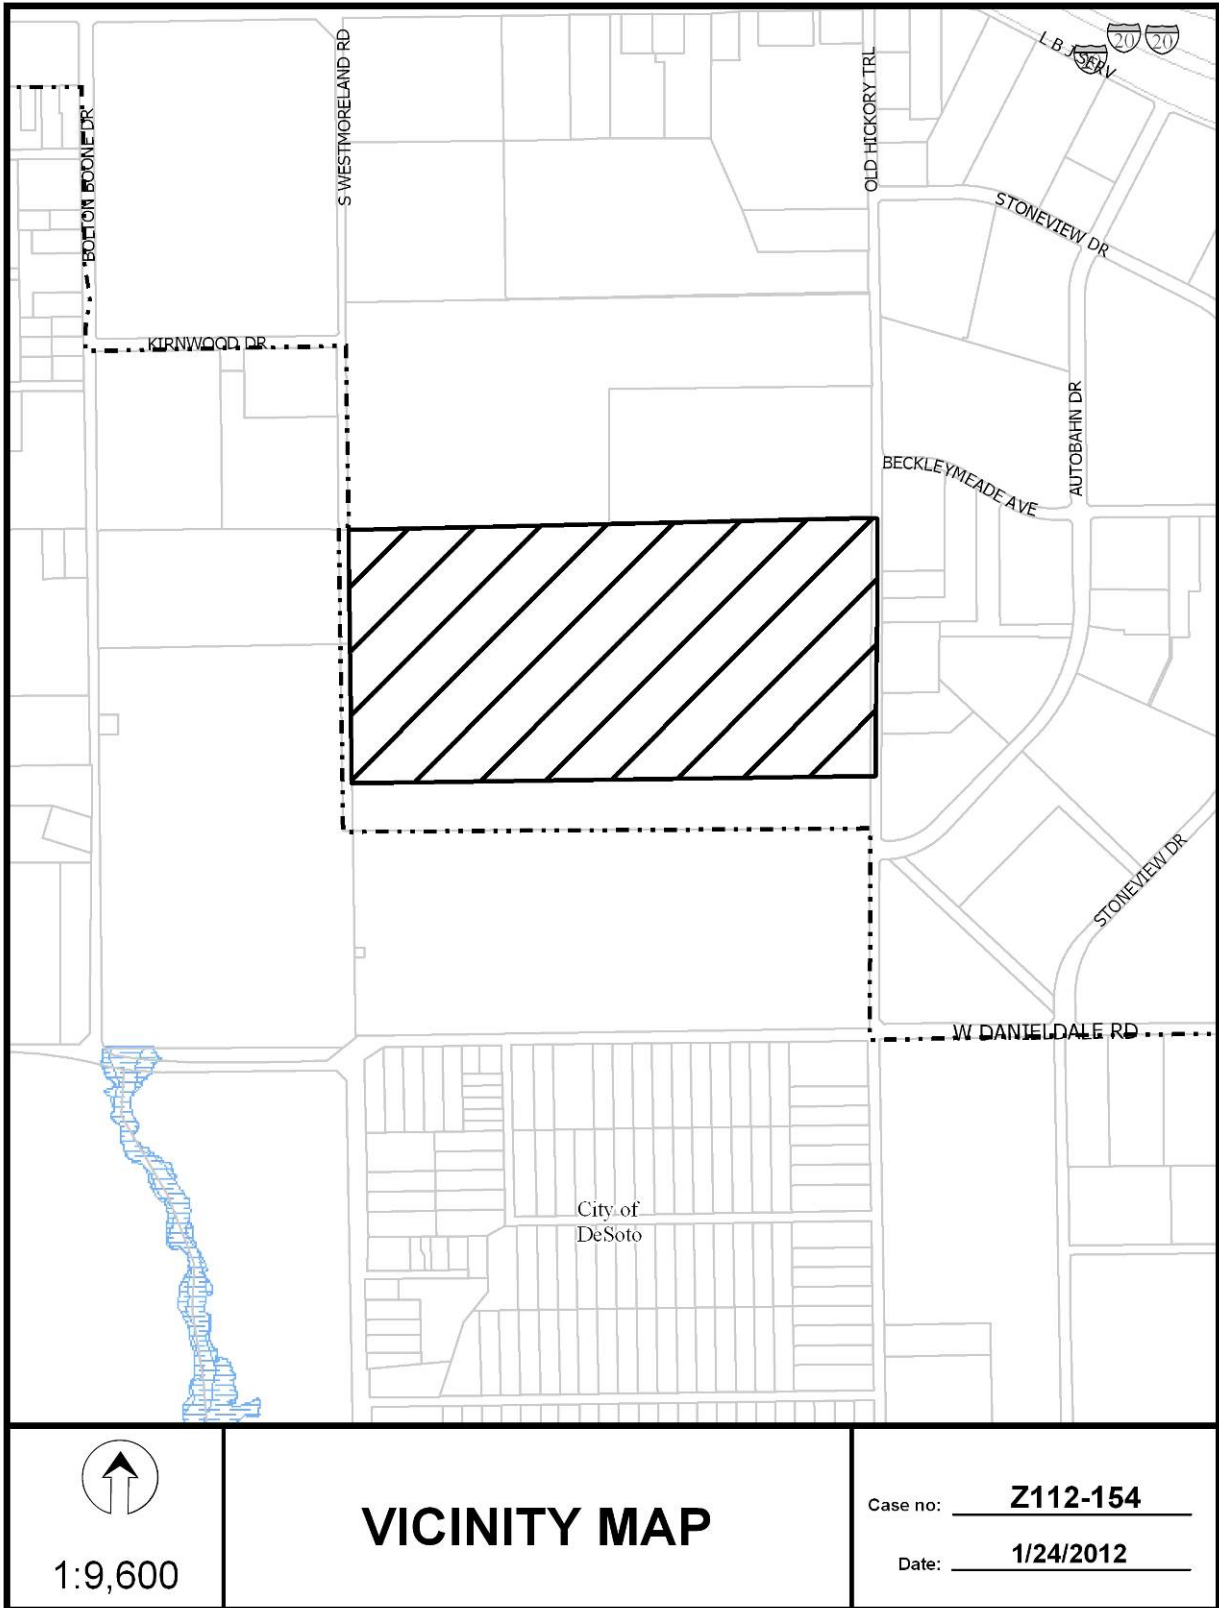 L B J SERV
20
20
BOLTON BOONE DR
S WESTMORELAND RD
OLD HICKORY TRL
STONEVIEW DR
KIRNWOOD DR
AUTOBAHN DR
BECKLEYMEADE AVE
STONEVIEW DR
W DANIELDALE RD
City of
DeSoto
1:9,600
VICINITY MAP
Case no: Z112-154
Date: 1/24/2012